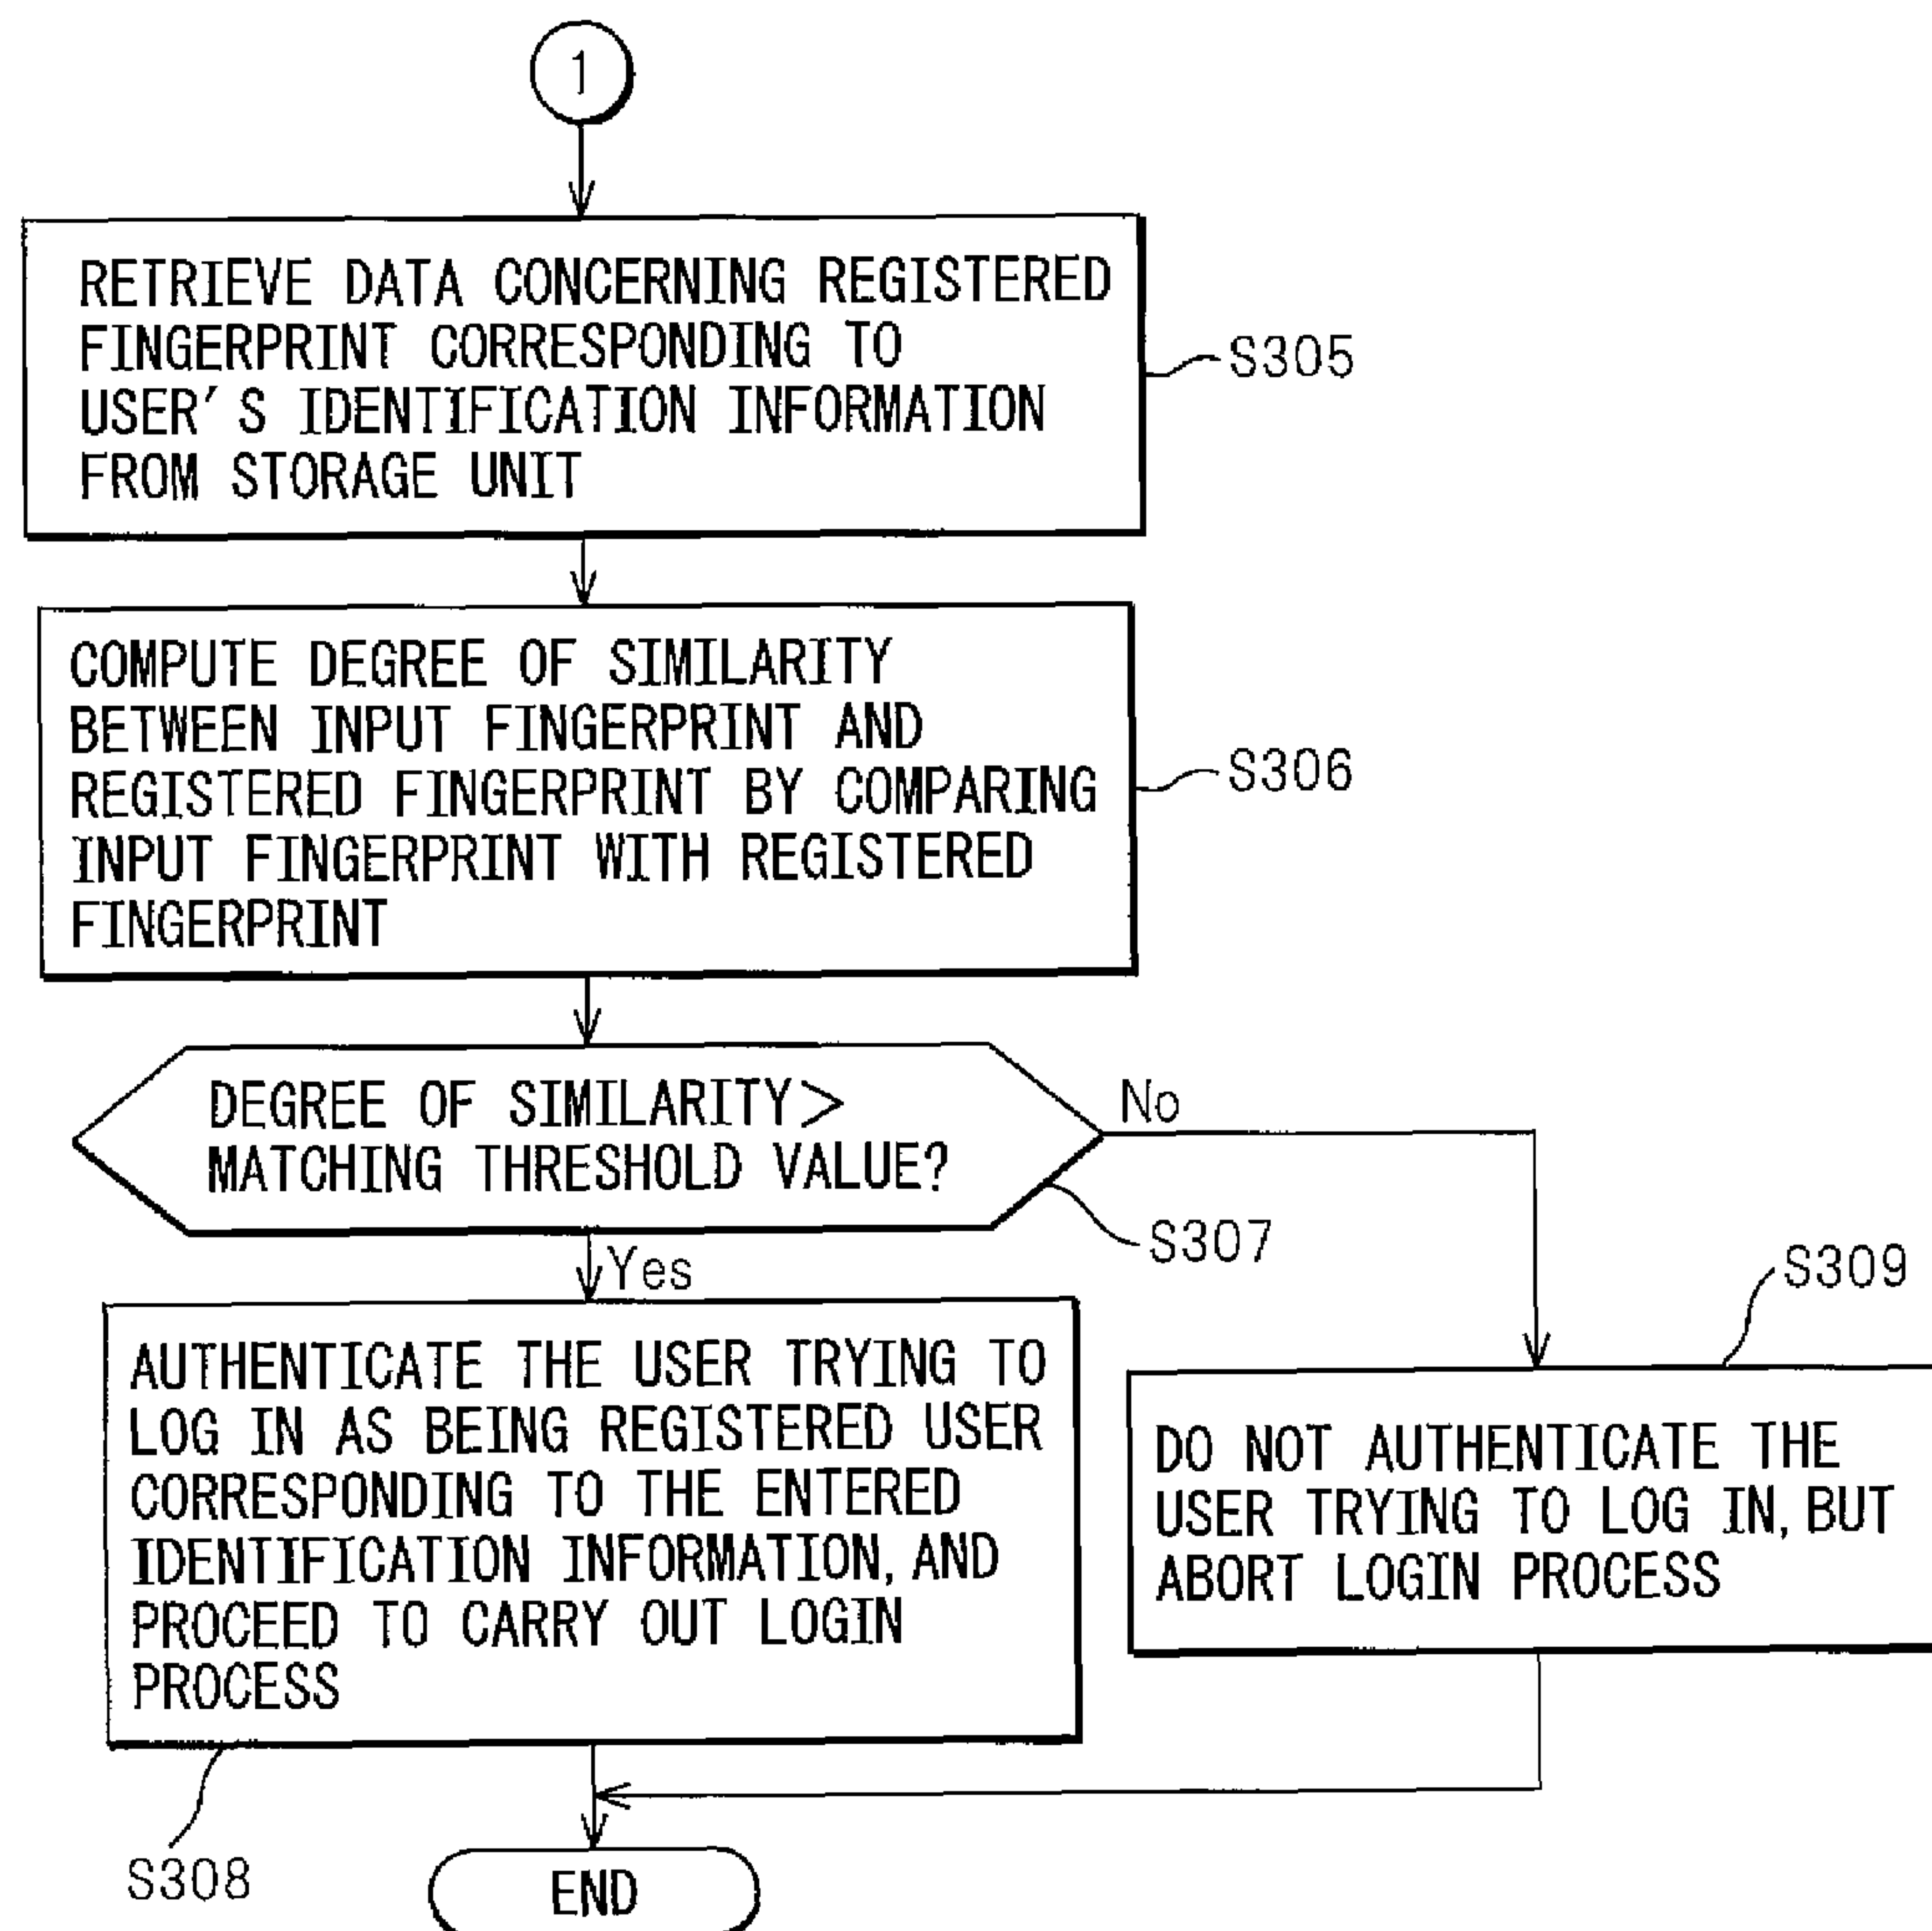 1
RETRIEVE DATA CONCERNING REGISTERED
FINGERPRINT CORRESPONDING TO
USER'S IDENTIFICATION INFORMATION
FROM STORAGE UNIT
S305
COMPUTE DEGREE OF SIMILARITY
BETWEEN INPUT FINGERPRINT AND
REGISTERED FINGERPRINT BY COMPARING
INPUT FINGERPRINT WITH REGISTERED
FINGERPRINT
S306
DEGREE OF SIMILARITY>
MATCHING THRESHOLD VALUE?
No
S307
Yes
S309
AUTHENTICATE THE USER TRYING TO
LOG IN AS BEING REGISTERED USER
CORRESPONDING TO THE ENTERED
IDENTIFICATION INFORMATION, AND
PROCEED TO CARRY OUT LOGIN
PROCESS
DO NOT AUTHENTICATE THE
USER TRYING TO LOG IN, BUT
ABORT LOGIN PROCESS
S308
END